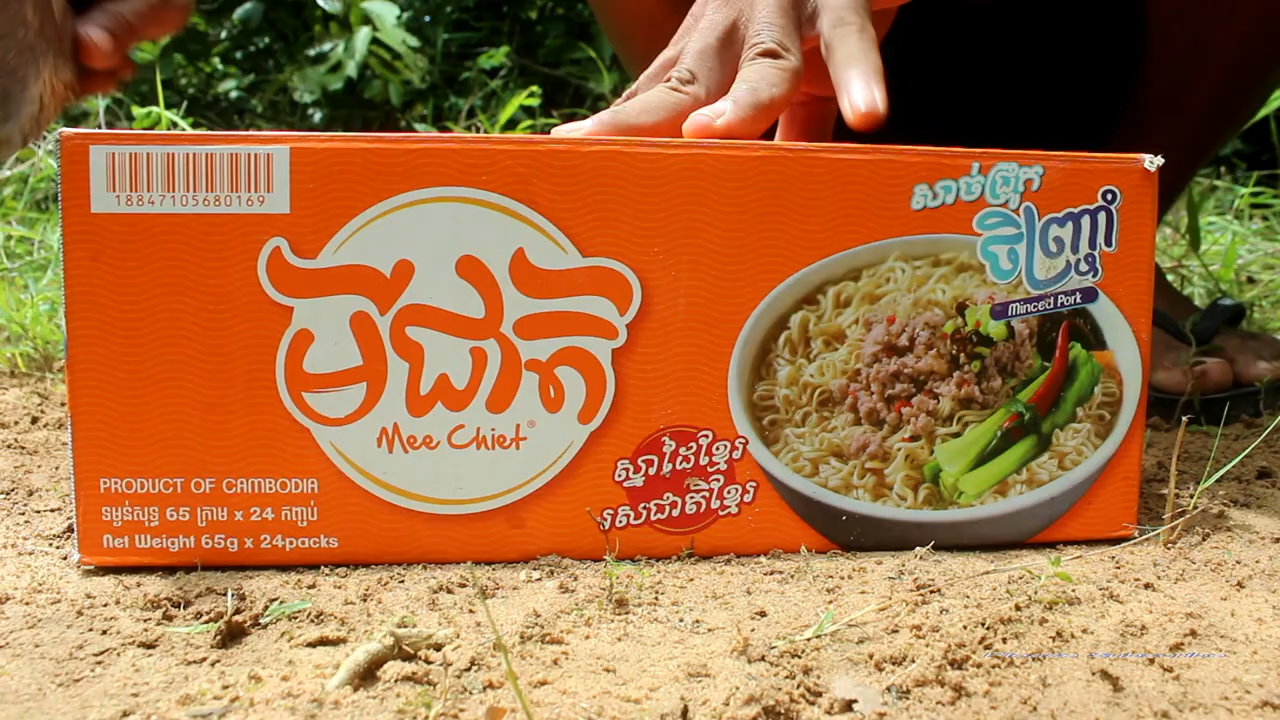 18847105680169
មីជាតិ
Mee Chiet®
PRODUCT OF CAMBODIA
ទម្ងន់សុទ្ធ 65 ក្រាម x 24 កញ្ចប់
Net Weight 65g x 24packs
ស្នាដៃខ្មែរ
រសជាតិខ្មែរ
សាច់ជ្រូក
ចិញ្ច្រាំ
Minced Pork